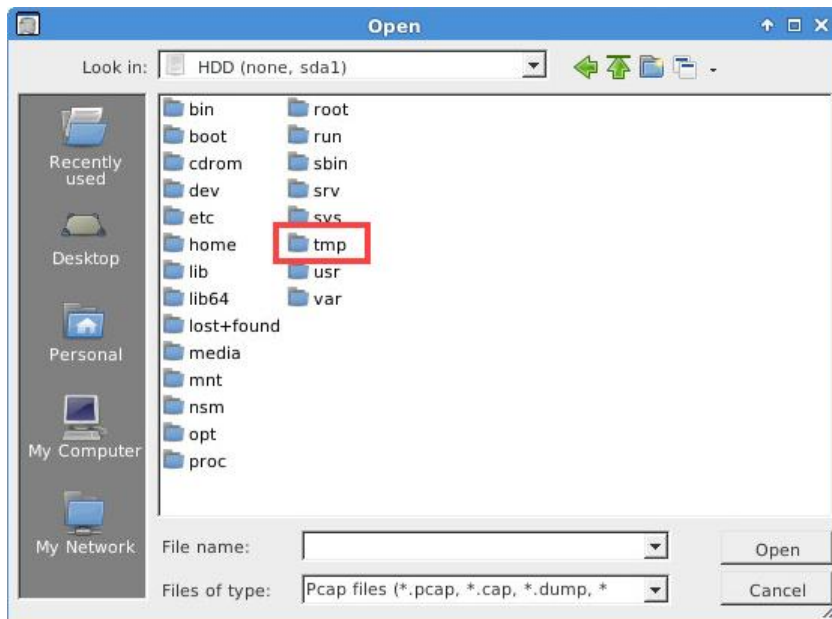 Open
Look in:
HDD (none, sda1)
Recently
used
Desktop
Personal
My Computer
My Network
bin
boot
cdrom
dev
etc
home
lib
lib64
lost+found
media
mnt
nsm
opt
proc
root
run
sbin
srv
sys
tmp
usr
var
File name:
Open
Files of type:
Pcap files (*.pcap, *.cap, *.dump, *
Cancel